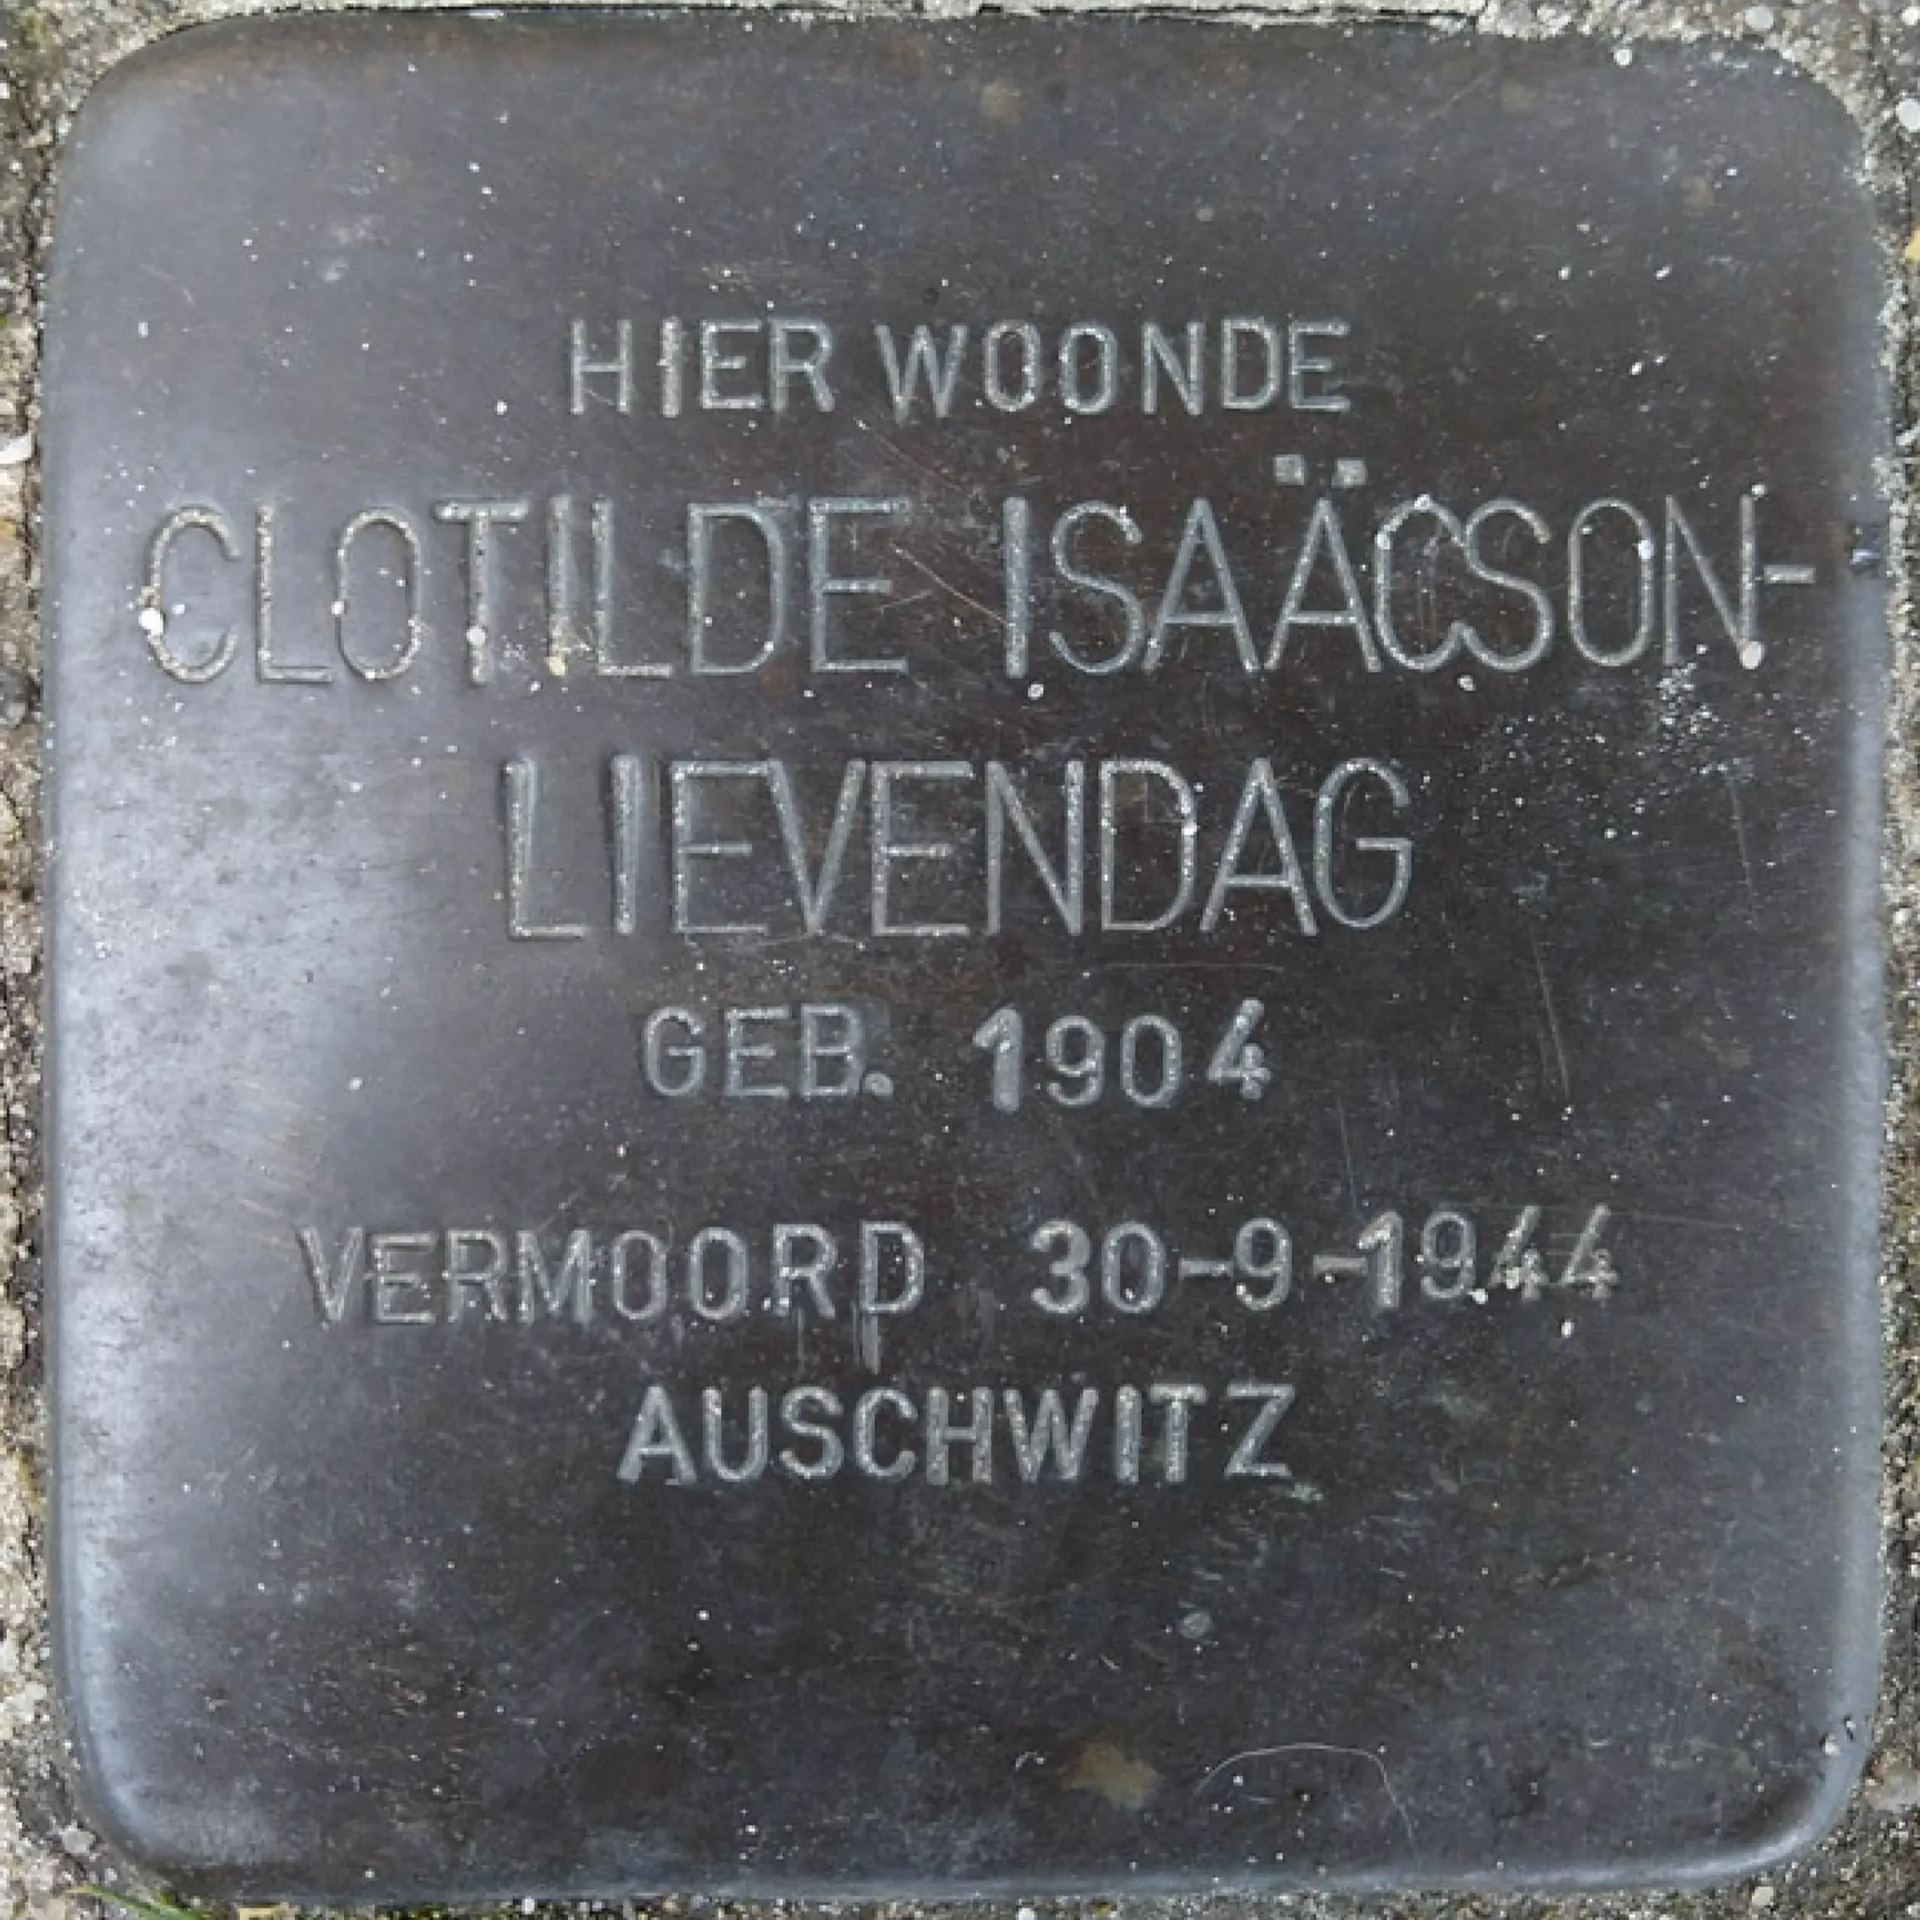 HIER WOONDE
CLOTILDE ISAÄCSON-
LIEVENDAG
GEB. 1904
VERMOORD 30-9-1944
AUSCHWITZ